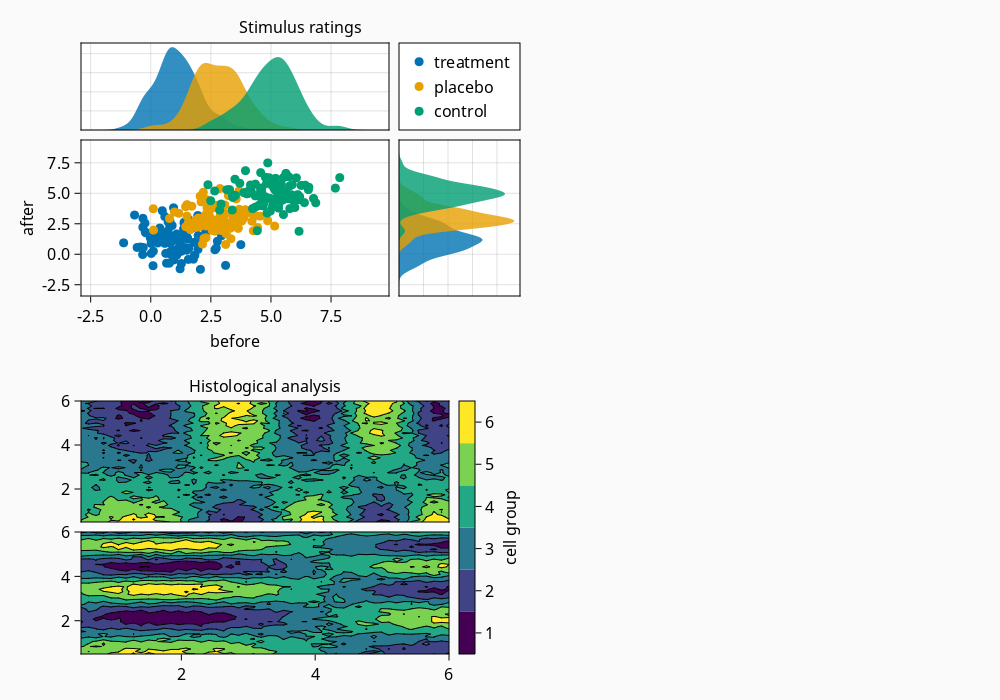 Stimulus ratings
treatment
placebo
control
7.5
5.0
2.5
0.0
-2.5
after
-2.5 0.0 2.5 5.0 7.5
before
Histological analysis
6
4
2
6
4
2
2 4 6
6
5
4
3
2
1
cell group